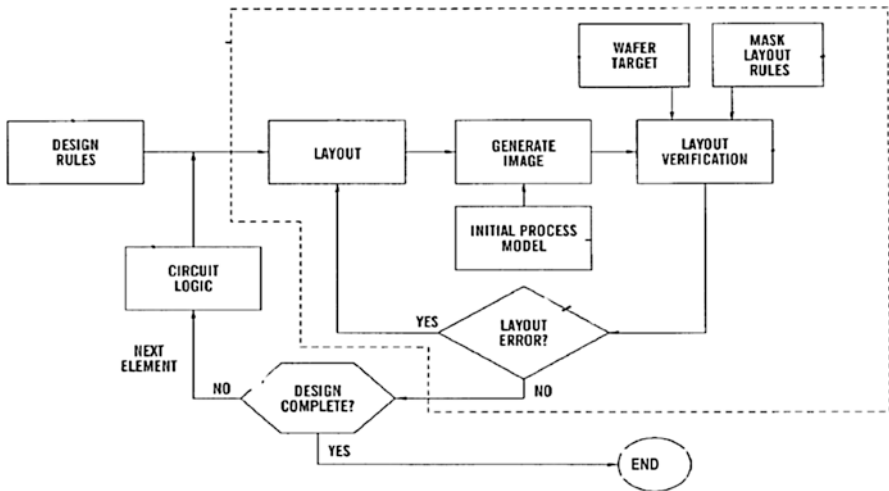 WAFER
TARGET
MASK
LAYOUT
RULES
DESIGN
RULES
LAYOUT
GENERATE
IMAGE
LAYOUT
VERIFICATION
INITIAL PROCESS
MODEL
CIRCUIT
LOGIC
YES
LAYOUT
ERROR?
NEXT
ELEMENT
NO
DESIGN
COMPLETE?
NO
YES
END